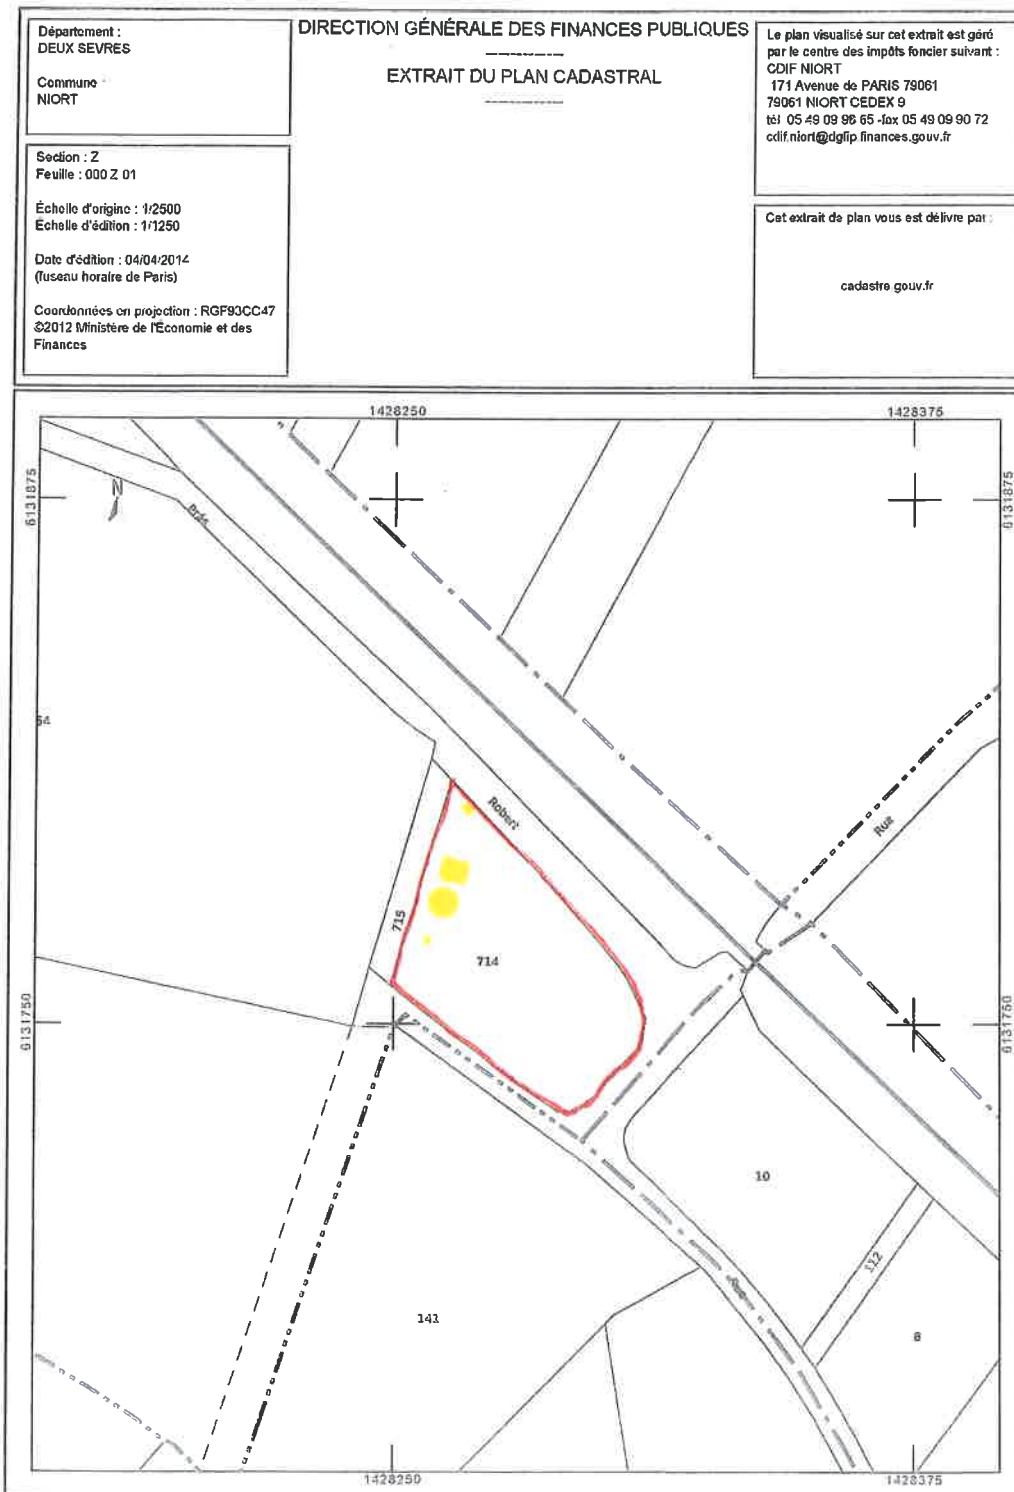 Département :
DEUX SEVRES
Commune :
NIORT
Section : Z
Feuille : 000 Z 01
Échelle d'origine : 1/2500
Échelle d'édition : 1/1250
Date d'édition : 04/04/2014
(fuseau horaire de Paris)
Coordonnées en projection : RGF93CC47
©2012 Ministère de l'Économie et des
Finances
DIRECTION GÉNÉRALE DES FINANCES PUBLIQUES
EXTRAIT DU PLAN CADASTRAL
Le plan visualisé sur cet extrait est géré
par le centre des impôts foncier suivant :
CDIF NIORT
171 Avenue de PARIS 79061
79061 NIORT CEDEX 9
tél 05 49 09 98 65 -fax 05 49 09 90 72
cdif.niort@dgfip.finances.gouv.fr
Cet extrait de plan vous est délivré par :
cadastre.gouv.fr
1428250
1428375
6131875
6131875
N
Robert
Rue
715
714
6131750
6131750
10
112
141
8
1428250
1428375